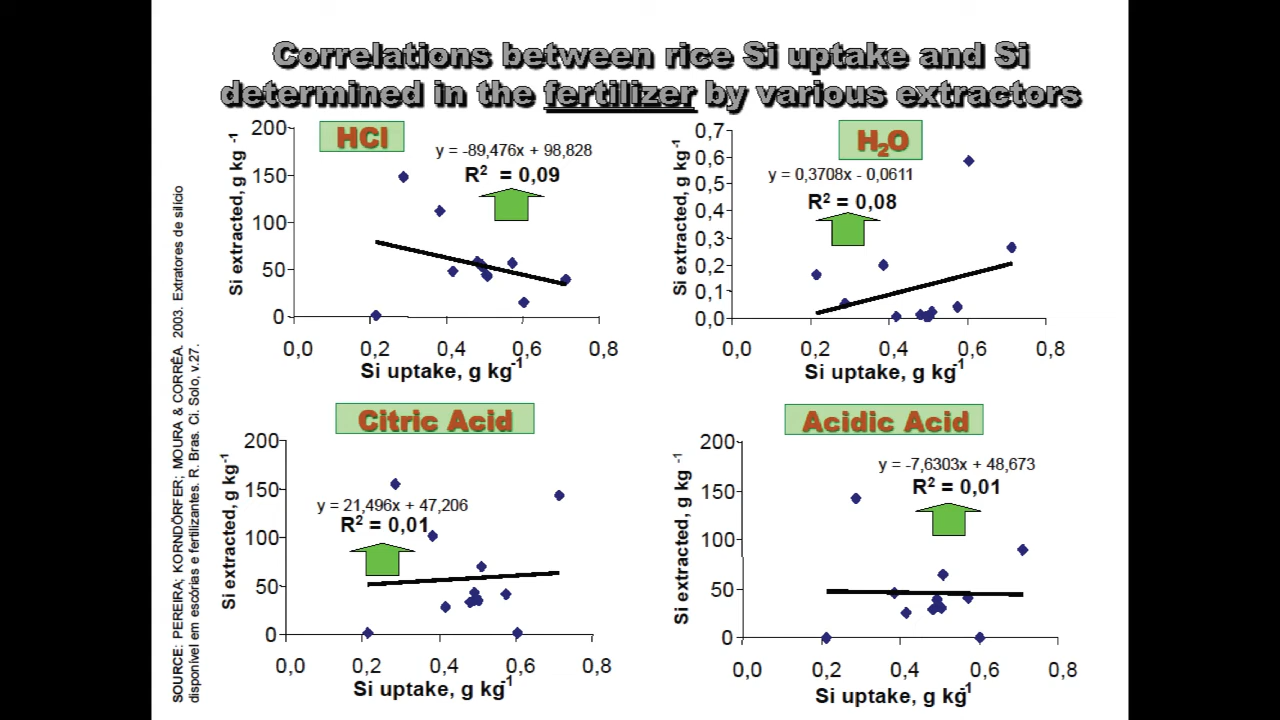 Correlations between rice Si uptake and Si
determined in the fertilizer by various extractors
SOURCE: PEREIRA; KORNDÖRFER; MOURA & CORRÊA. 2003. Extratores de silício
disponível em escórias e fertilizantes. R. Bras. Ci. Solo, v.27.
HCl
y = -89,476x + 98,828
R² = 0,09
Si extracted, g kg⁻¹
200
150
100
50
0
0,0 0,2 0,4 0,6 0,8
Si uptake, g kg⁻¹
H₂O
y = 0,3708x - 0,0611
R² = 0,08
Si extracted, g kg⁻¹
0,7
0,6
0,5
0,4
0,3
0,2
0,1
0,0
0,0 0,2 0,4 0,6 0,8
Si uptake, g kg⁻¹
Citric Acid
y = 21,496x + 47,206
R² = 0,01
Si extracted, g kg⁻¹
200
150
100
50
0
0,0 0,2 0,4 0,6 0,8
Si uptake, g kg⁻¹
Acidic Acid
y = -7,6303x + 48,673
R² = 0,01
Si extracted, g kg⁻¹
200
150
100
50
0
0,0 0,2 0,4 0,6 0,8
Si uptake, g kg⁻¹